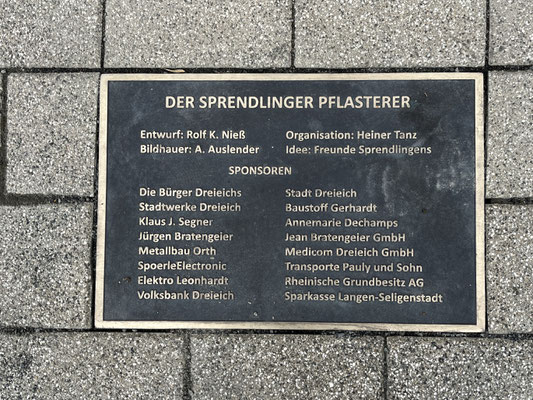 DER SPRENDLINGER PFLASTERER
Entwurf: Rolf K. Nieß Organisation: Heiner Tanz
Bildhauer: A. Auslender Idee: Freunde Sprendlingens
SPONSOREN
Die Bürger Dreieichs Stadt Dreieich
Stadtwerke Dreieich Baustoff Gerhardt
Klaus J. Segner Annemarie Dechamps
Jürgen Bratengeier Jean Bratengeier GmbH
Metallbau Orth Medicom Dreieich GmbH
SpoerleElectronic Transporte Pauly und Sohn
Elektro Leonhardt Rheinische Grundbesitz AG
Volksbank Dreieich Sparkasse Langen-Seligenstadt